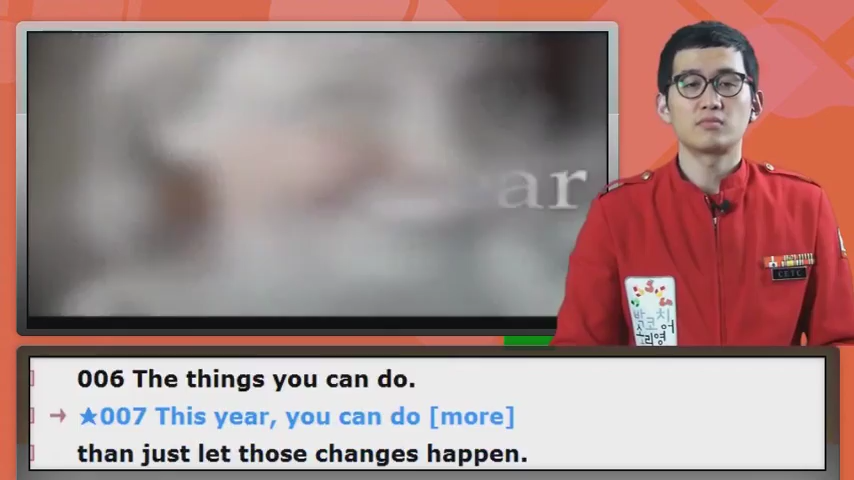 ar
CETC
박코치
소리영어
006 The things you can do.
→ ★007 This year, you can do [more]
than just let those changes happen.